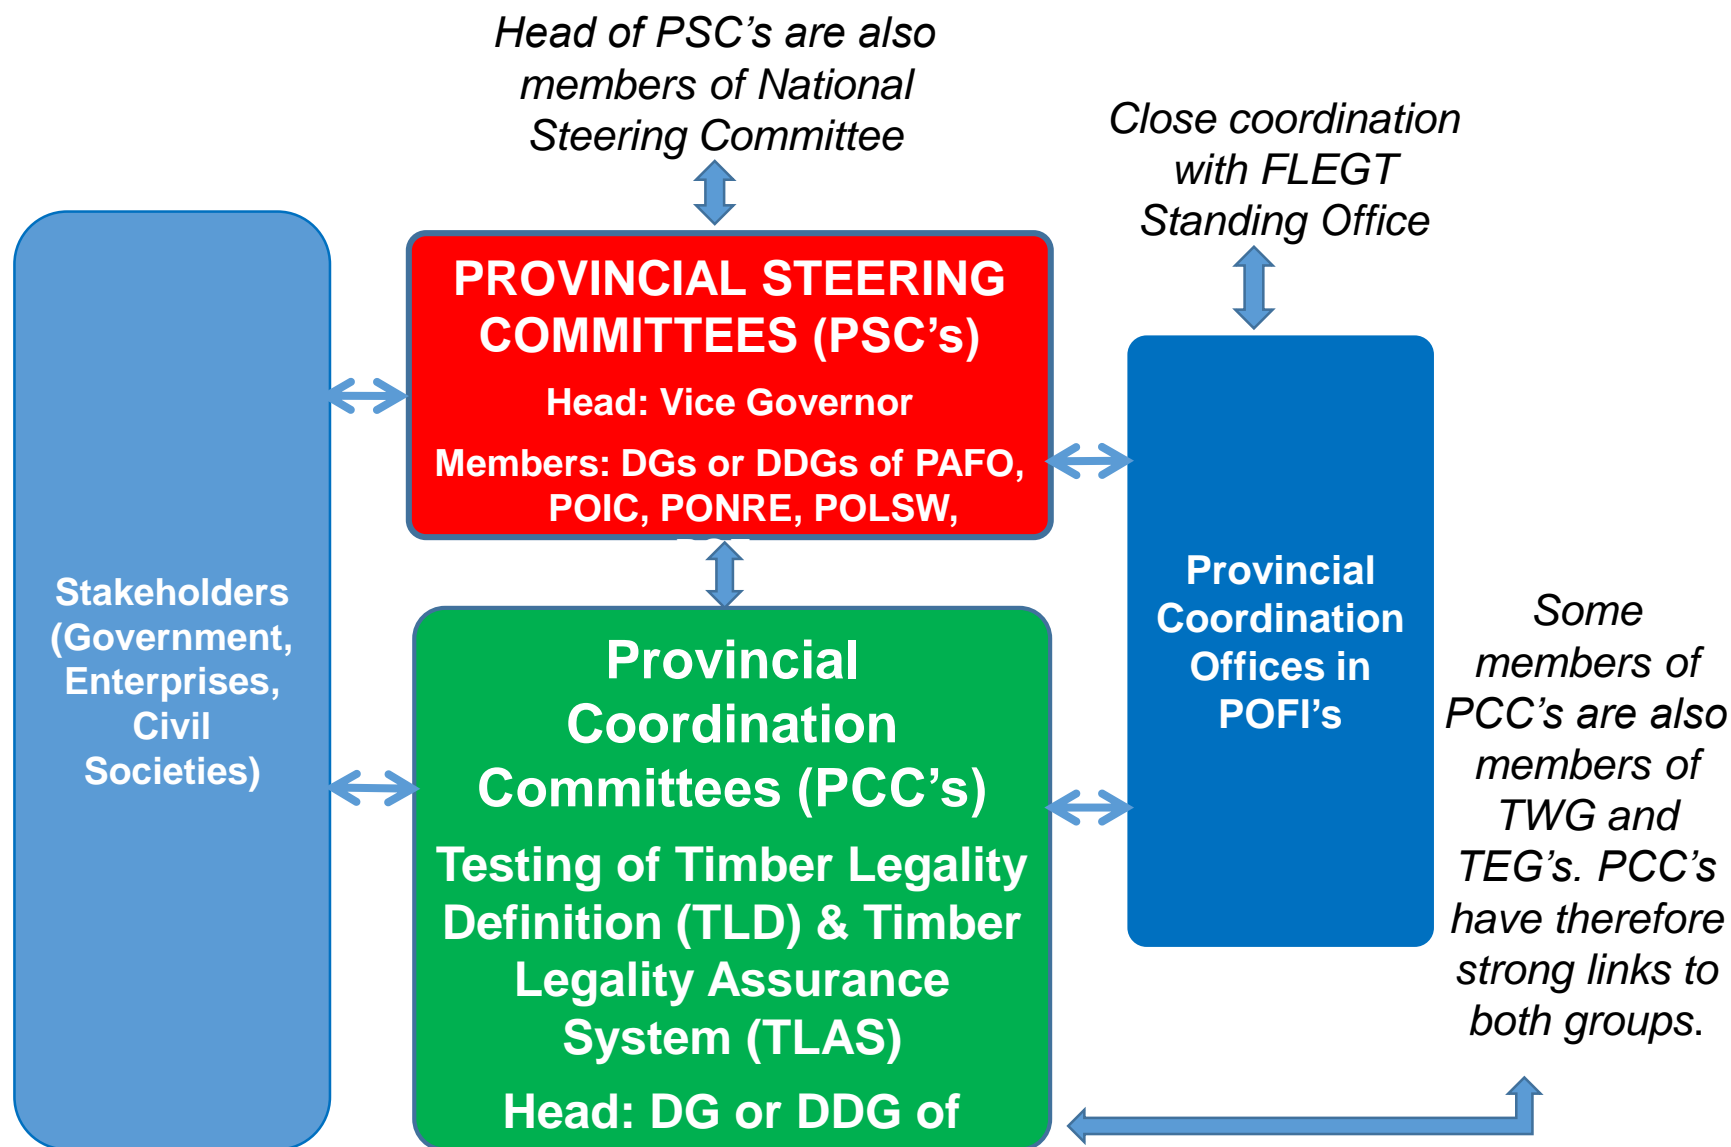 Head of PSC’s are also
members of National
Steering Committee
Close coordination
with FLEGT
Standing Office
PROVINCIAL STEERING
COMMITTEES (PSC’s)
Head: Vice Governor
Members: DGs or DDGs of PAFO,
POIC, PONRE, POLSW,
Stakeholders
(Government,
Enterprises,
Civil
Societies)
Provincial
Coordination
Committees (PCC’s)
Testing of Timber Legality
Definition (TLD) & Timber
Legality Assurance
System (TLAS)
Head: DG or DDG of
Provincial
Coordination
Offices in
POFI’s
Some
members of
PCC’s are also
members of
TWG and
TEG’s. PCC’s
have therefore
strong links to
both groups.